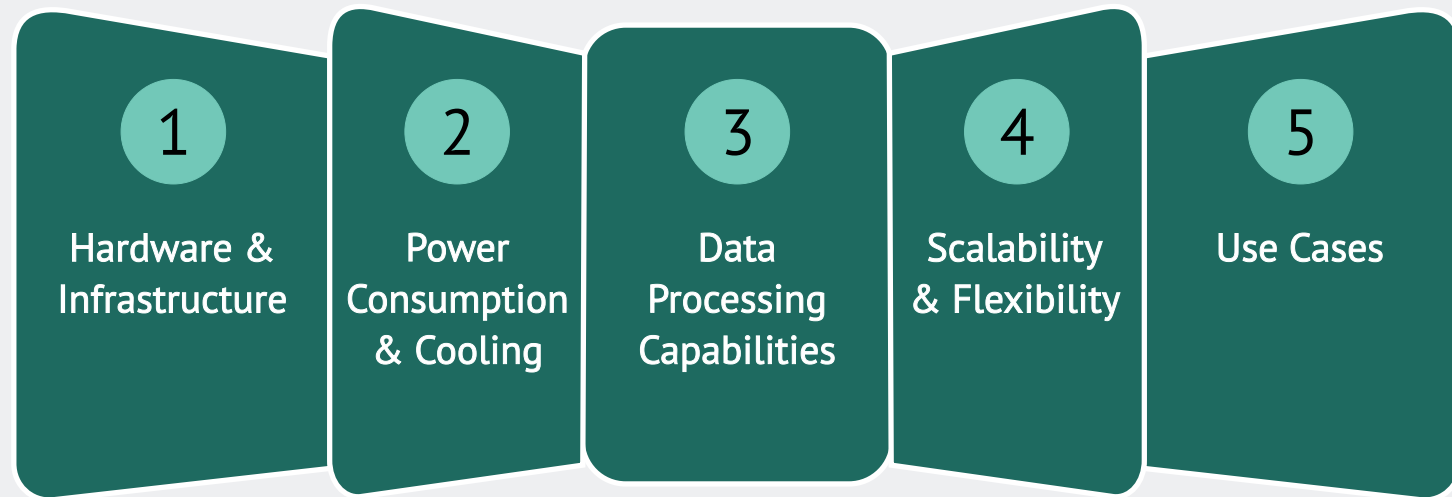 1
Hardware &
Infrastructure
2
Power
Consumption
& Cooling
3
Data
Processing
Capabilities
4
Scalability
& Flexibility
5
Use Cases